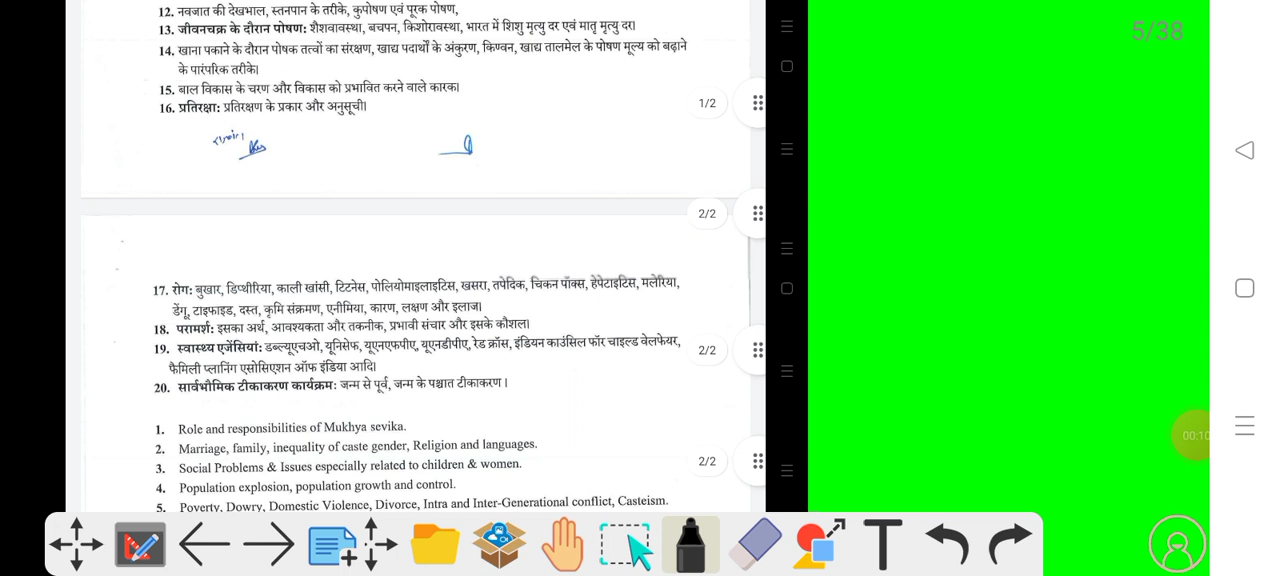 12. नवजात की देखभाल, स्तनपान के तरीके, कुपोषण एवं पूरक पोषण,
13. जीवनचक्र के दौरान पोषण: शैशवावस्था, बचपन, किशोरावस्था, भारत में शिशु मृत्यु दर एवं मातृ मृत्यु दर।
14. खाना पकाने के दौरान पोषक तत्वों का संरक्षण, खाद्य पदार्थों के अंकुरण, किण्वन, खाद्य तालमेल के पोषण मूल्य को बढ़ाने
के पारंपरिक तरीके।
15. बाल विकास के चरण और विकास को प्रभावित करने वाले कारक।
16. प्रतिरक्षा: प्रतिरक्षण के प्रकार और अनुसूची।
1/2
2/2
17. रोग: बुखार, डिप्थीरिया, काली खांसी, टिटनेस, पोलियोमाइलाइटिस, खसरा, तपेदिक, चिकन पॉक्स, हेपेटाइटिस, मलेरिया,
डेंगू, टाइफाइड, दस्त, कृमि संक्रमण, एनीमिया, कारण, लक्षण और इलाज।
18. परामर्श: इसका अर्थ, आवश्यकता और तकनीक, प्रभावी संचार और इसके कौशल।
19. स्वास्थ्य एजेंसियां: डब्ल्यूएचओ, यूनिसेफ, यूएनएफपीए, यूएनडीपीए, रेड क्रॉस, इंडियन काउंसिल फॉर चाइल्ड वेलफेयर,
फैमिली प्लानिंग एसोसिएशन ऑफ इंडिया आदि।
2/2
20. सार्वभौमिक टीकाकरण कार्यक्रम: जन्म से पूर्व, जन्म के पश्चात टीकाकरण।
1. Role and responsibilities of Mukhya sevika.
2. Marriage, family, inequality of caste gender, Religion and languages.
3. Social Problems & Issues especially related to children & women.
2/2
4. Population explosion, population growth and control.
5. Poverty, Dowry, Domestic Violence, Divorce, Intra and Inter-Generational conflict, Casteism.
5/38
00:10
T